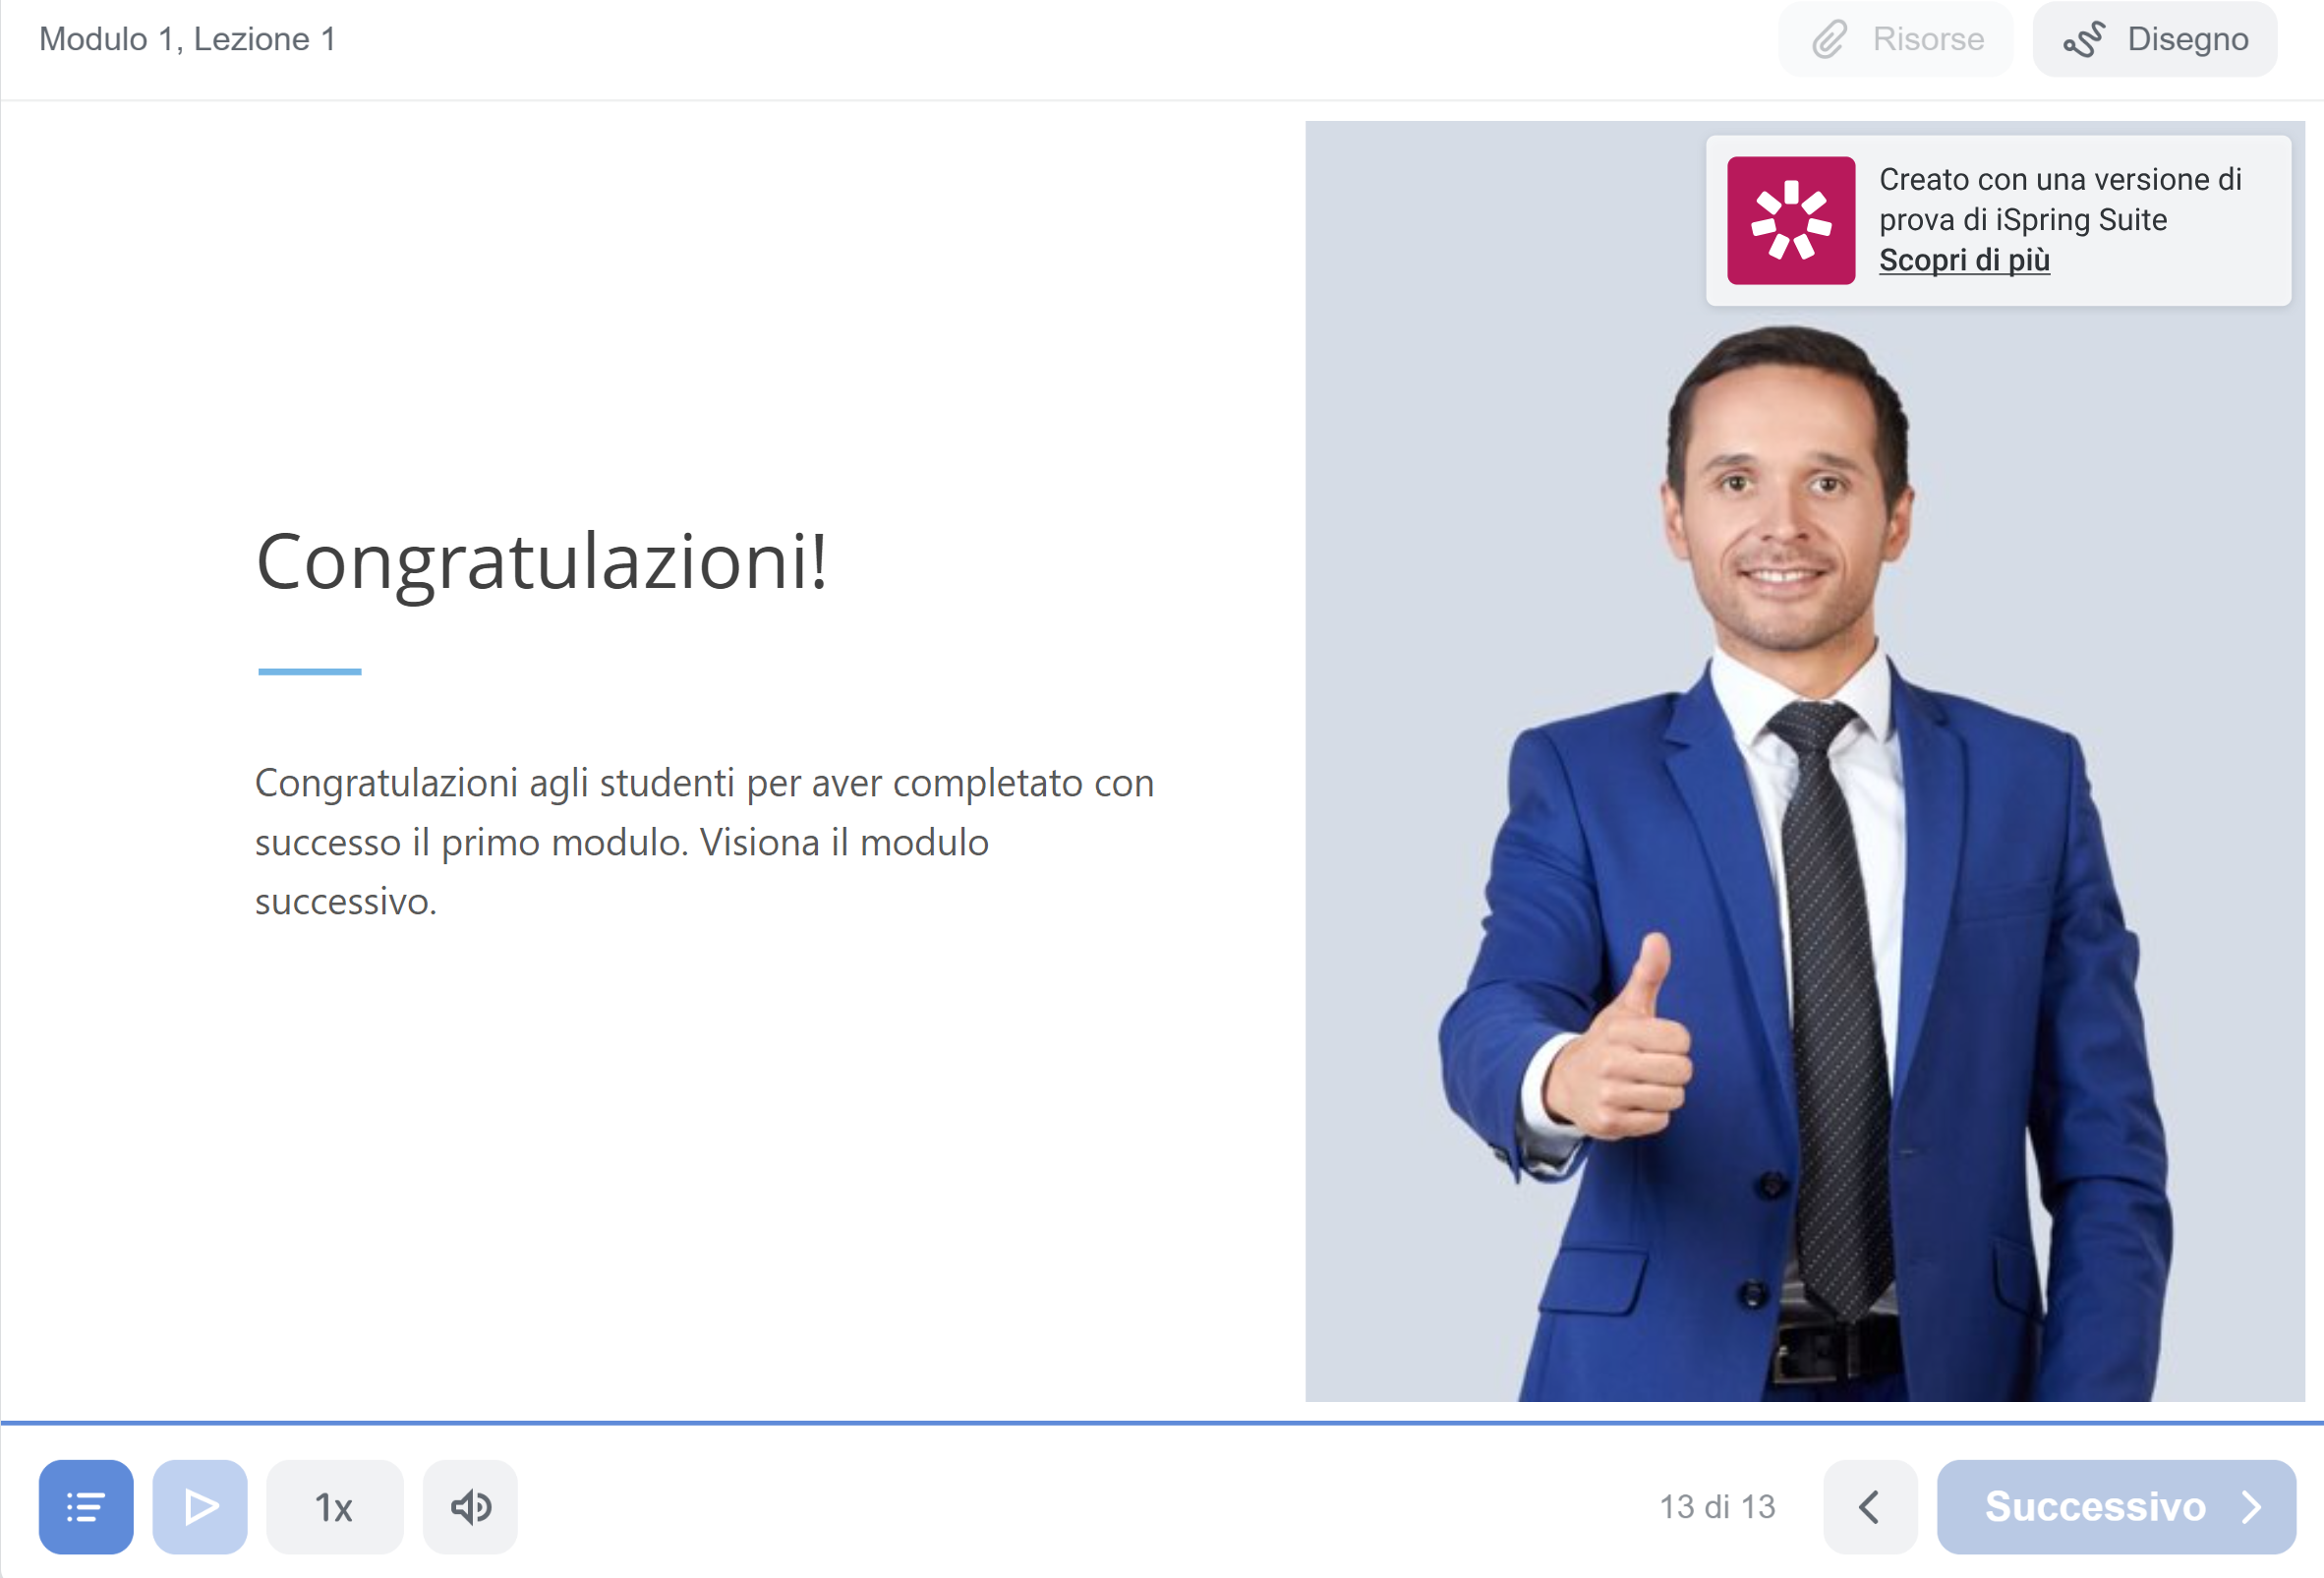 Modulo 1, Lezione 1
Risorse
Disegno
Creato con una versione di
prova di iSpring Suite
Scopri di più
Congratulazioni!
Congratulazioni agli studenti per aver completato con
successo il primo modulo. Visiona il modulo
successivo.
1x
13 di 13
Successivo